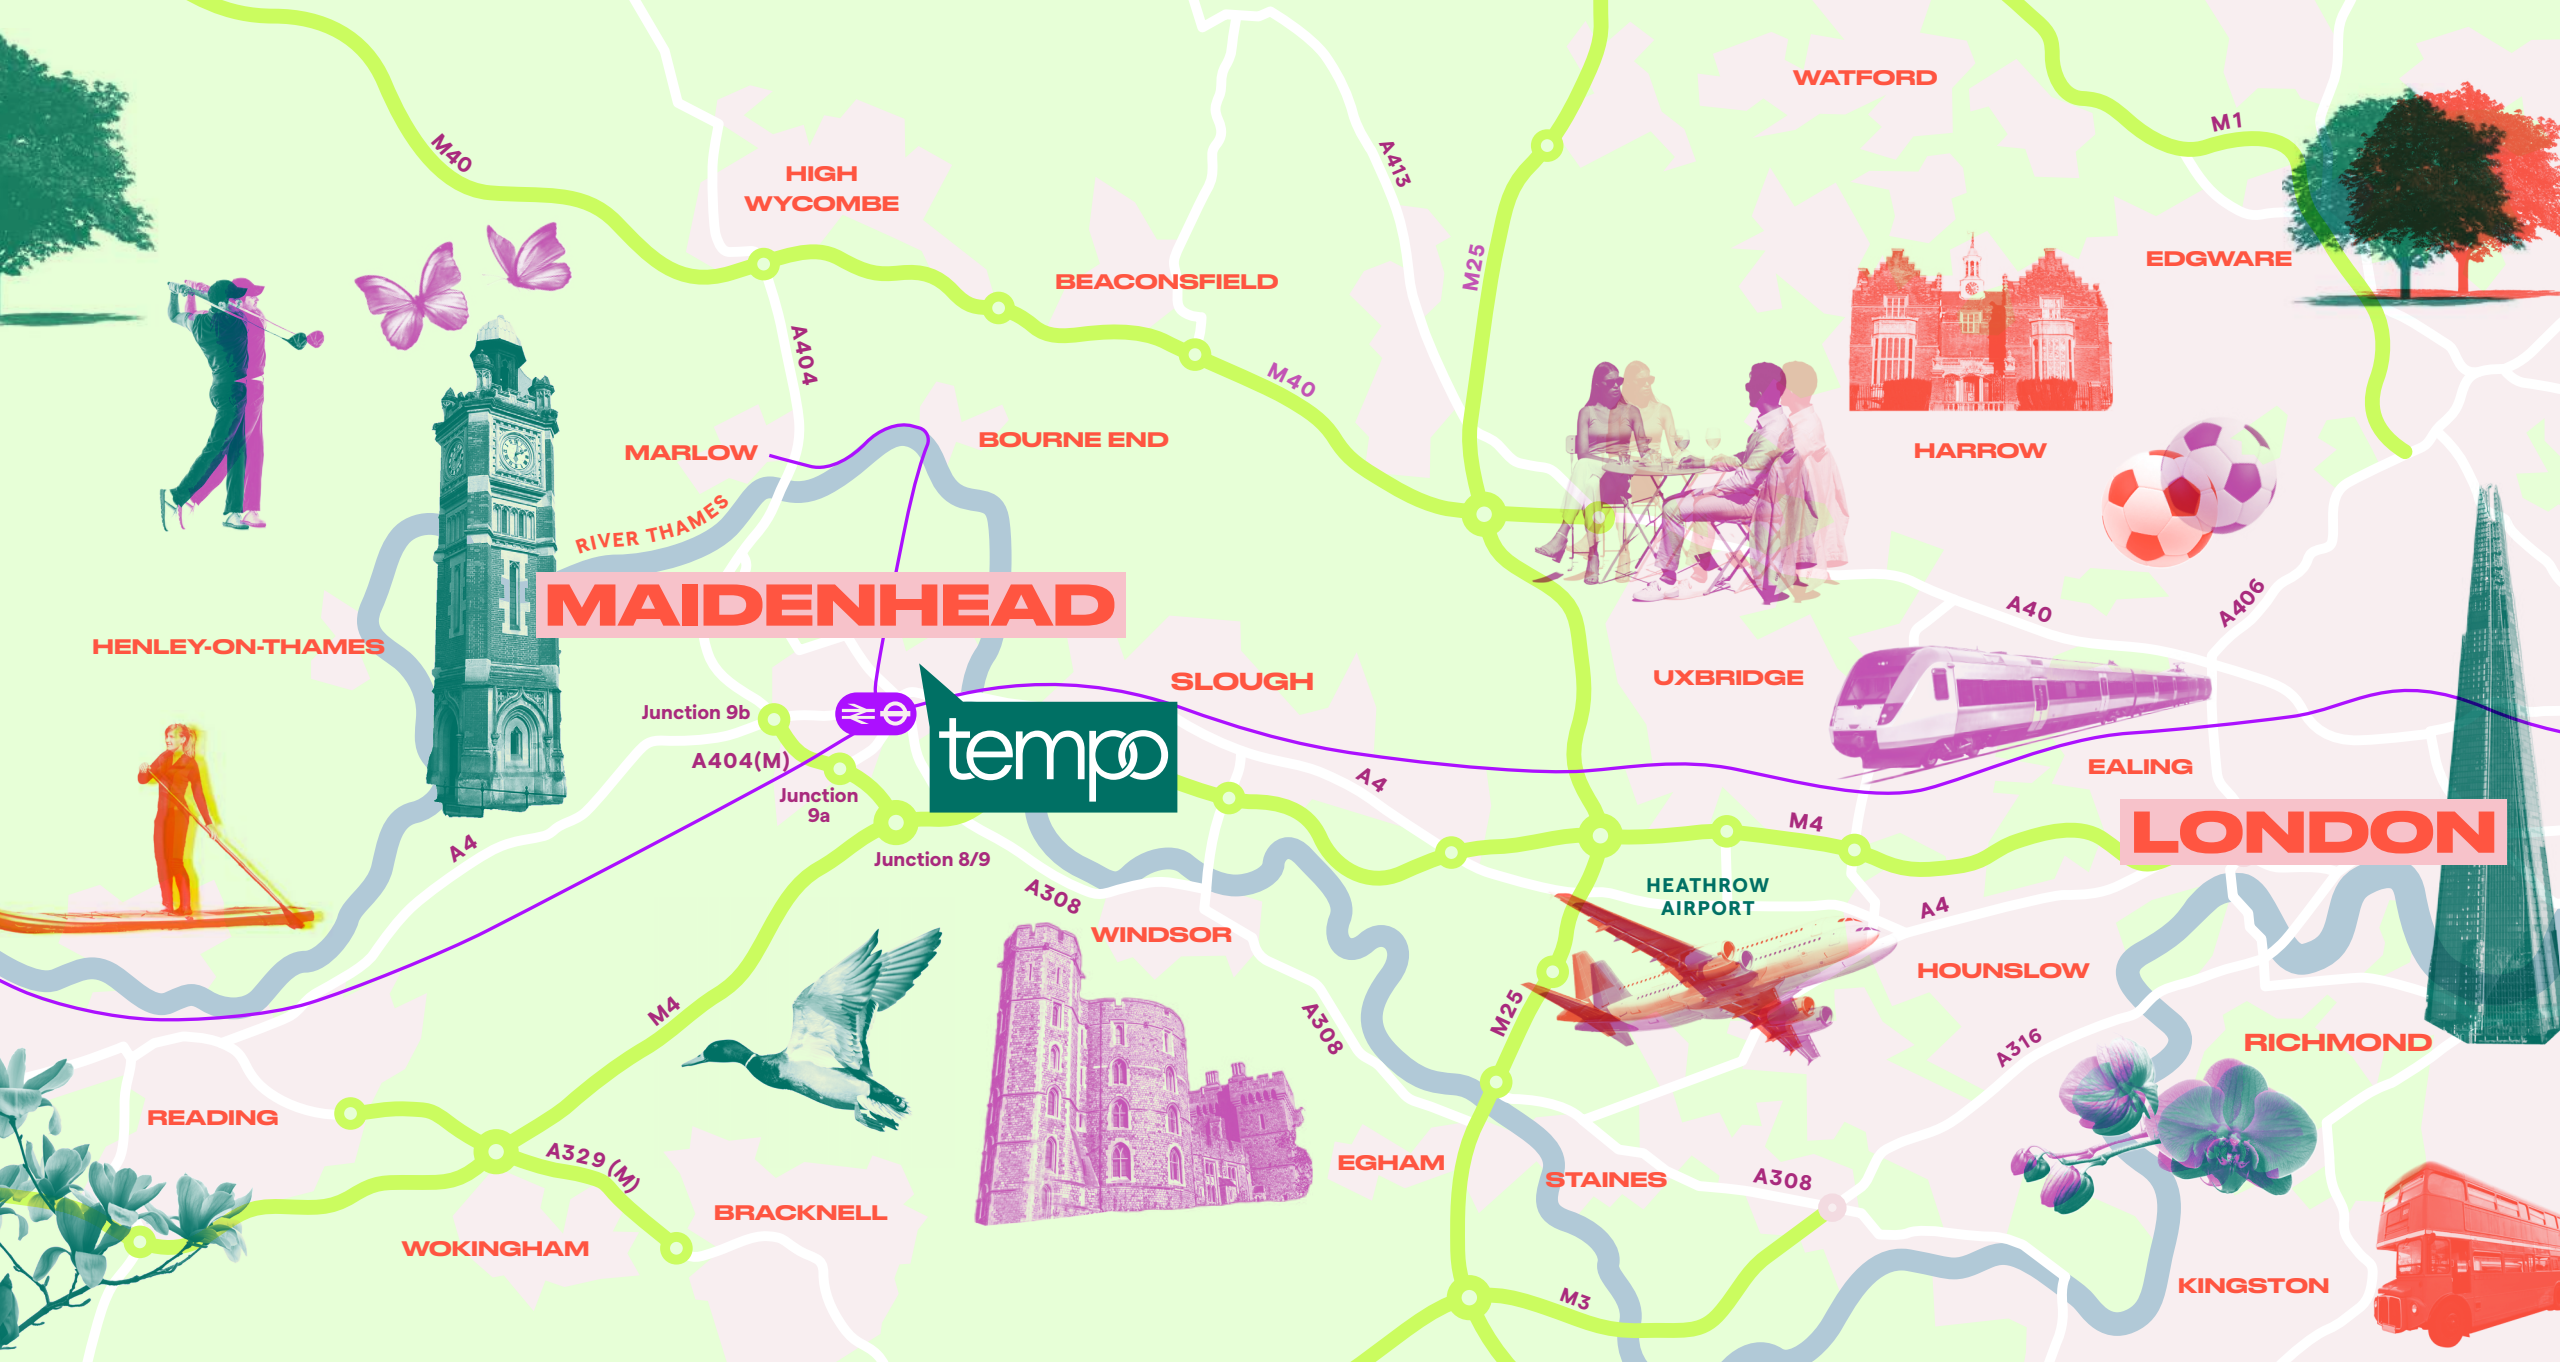 WATFORD
M1
M40
HIGH
WYCOMBE
A413
M25
EDGWARE
BEACONSFIELD
A404
M40
MARLOW
BOURNE END
HARROW
RIVER THAMES
MAIDENHEAD
A40
A406
HENLEY-ON-THAMES
SLOUGH
UXBRIDGE
Junction 9b
tempo
A404(M)
A4
EALING
Junction
9a
M4
LONDON
A4
Junction 8/9
HEATHROW
AIRPORT
A308
A4
WINDSOR
HOUNSLOW
M4
A308
M25
A316
RICHMOND
READING
A329 (M)
EGHAM
STAINES
A308
BRACKNELL
WOKINGHAM
M3
KINGSTON